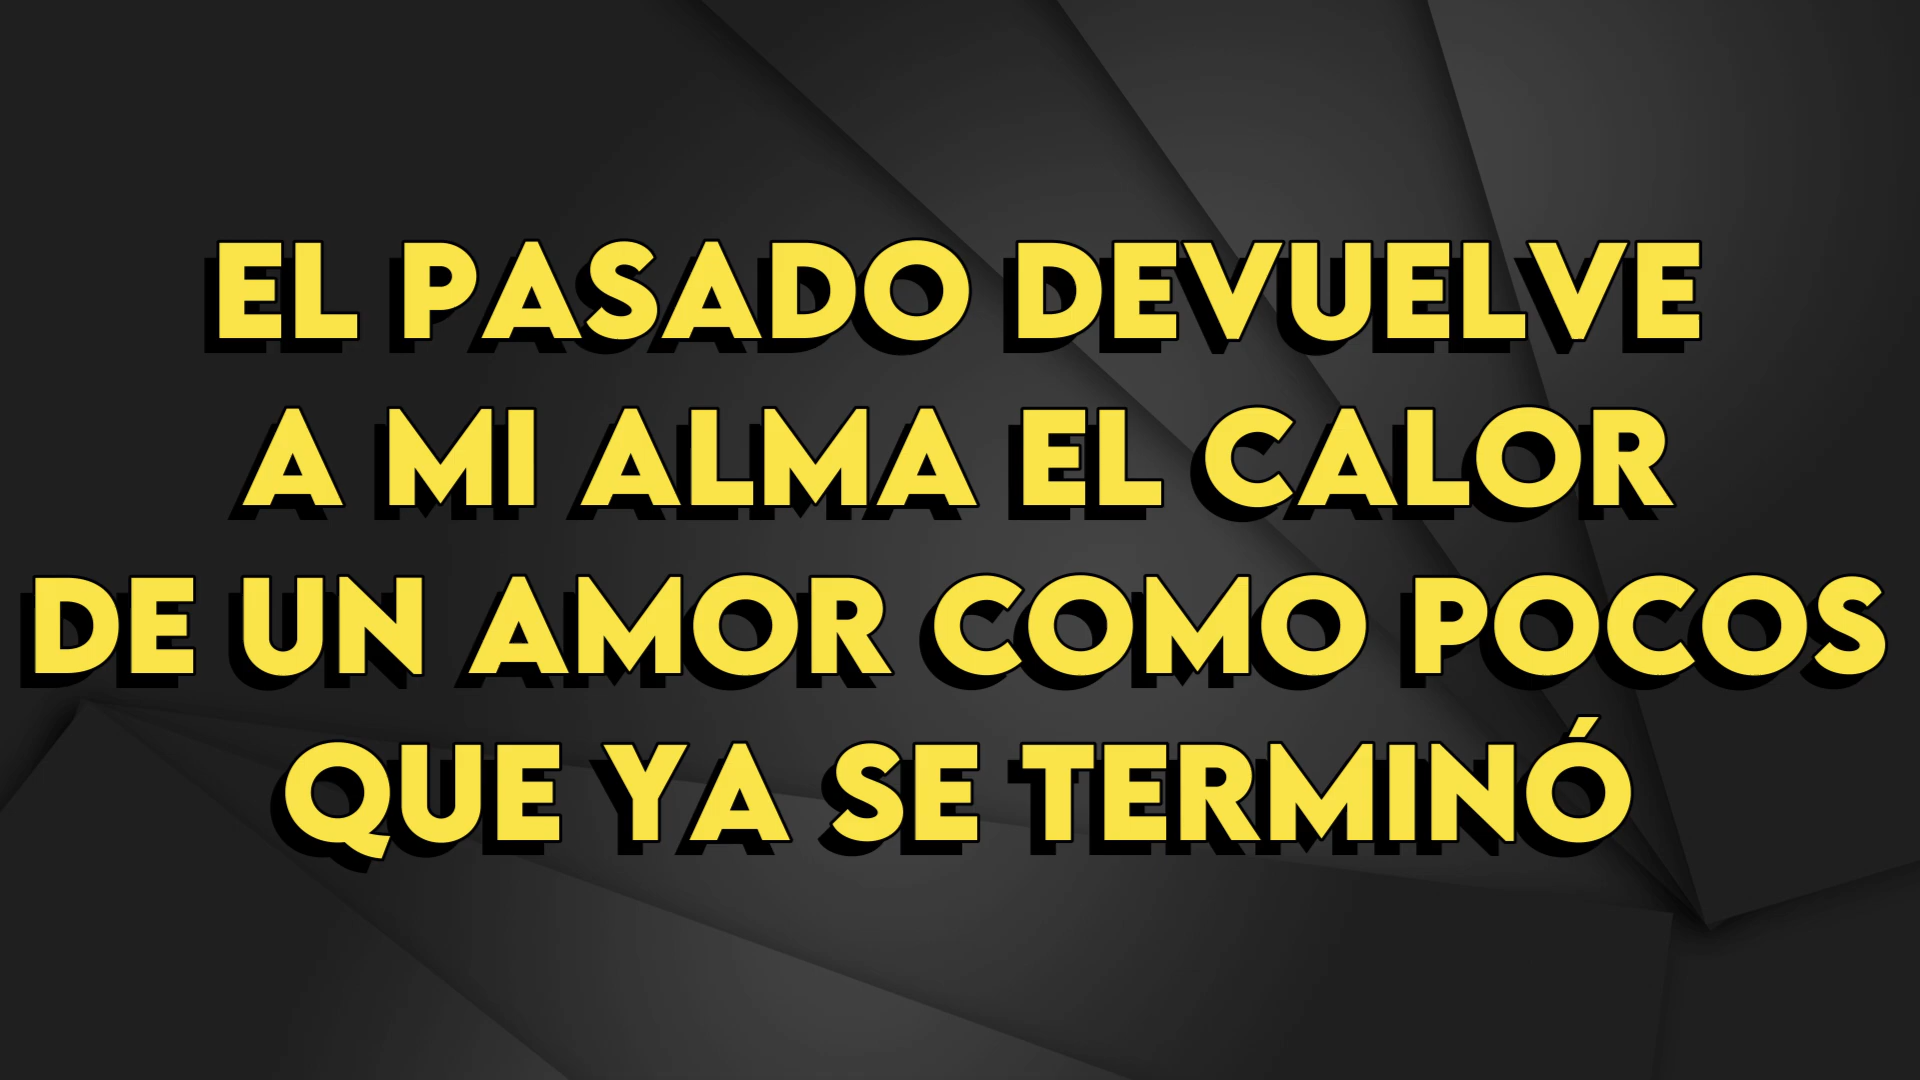 EL PASADO DEVUELVE
A MI ALMA EL CALOR
DE UN AMOR COMO POCOS
QUE YA SE TERMINÓ